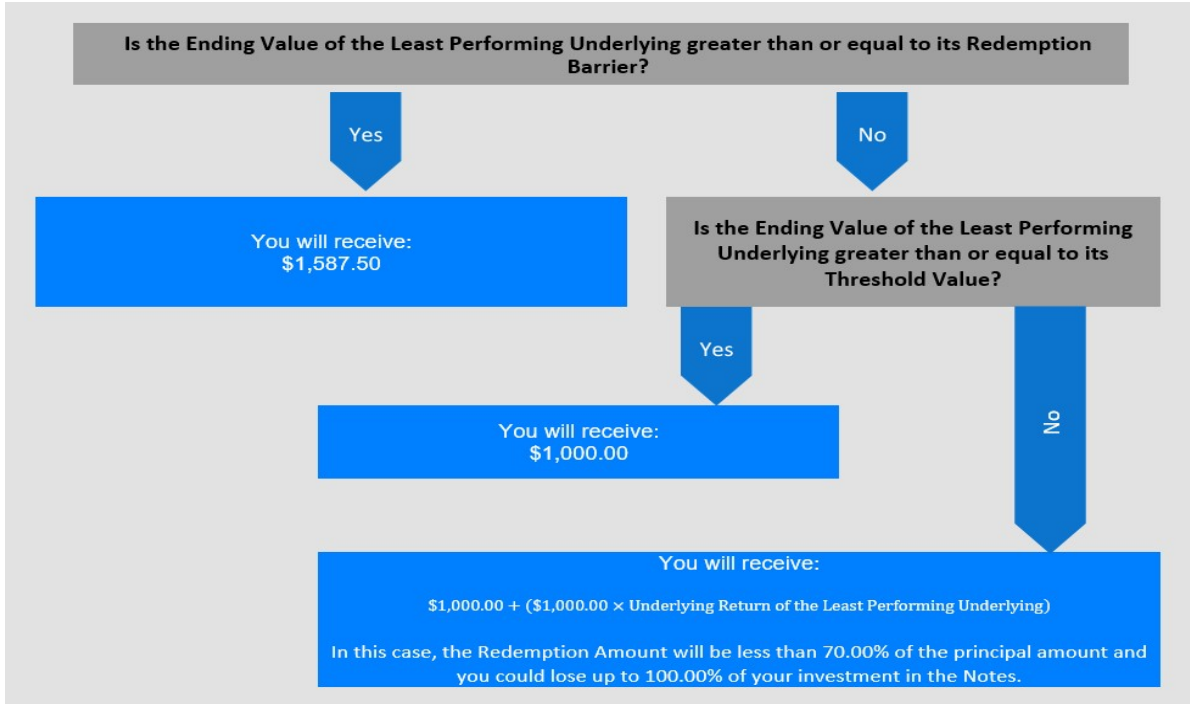 Is the Ending Value of the Least Performing Underlying greater than or equal to its Redemption
Barrier?
Yes
No
You will receive:
$1,587.50
Is the Ending Value of the Least Performing
Underlying greater than or equal to its
Threshold Value?
Yes
No
You will receive:
$1,000.00
You will receive:
$1,000.00 + ($1,000.00 × Underlying Return of the Least Performing Underlying)
In this case, the Redemption Amount will be less than 70.00% of the principal amount and
you could lose up to 100.00% of your investment in the Notes.